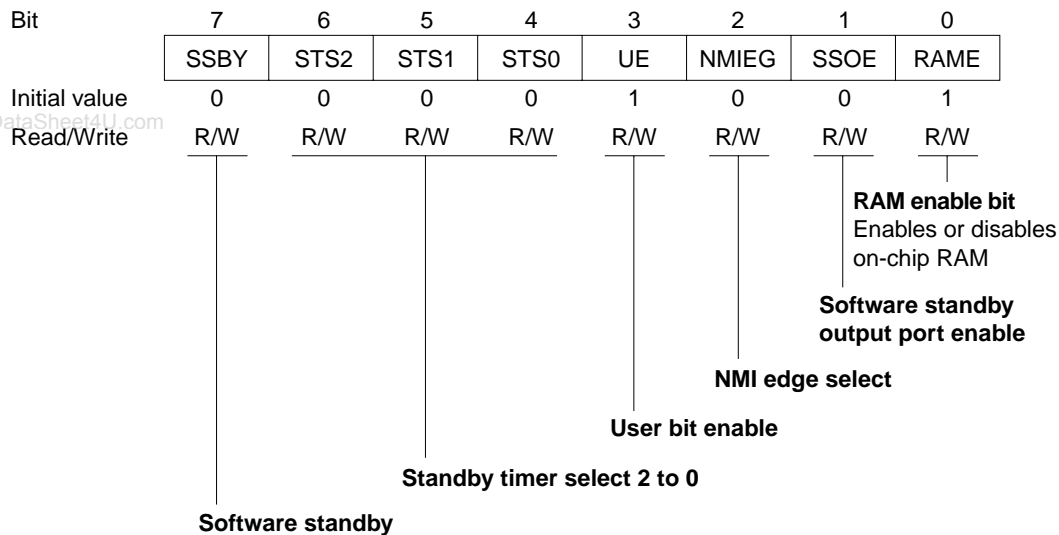 Bit 7 6 5 4 3 2 1 0
SSBY STS2 STS1 STS0 UE NMIEG SSOE RAME
Initial value 0 0 0 0 1 0 0 1
DataSheet4U.com
Read/Write R/W R/W R/W R/W R/W R/W R/W R/W
RAM enable bit
Enables or disables
on-chip RAM
Software standby
output port enable
NMI edge select
User bit enable
Standby timer select 2 to 0
Software standby